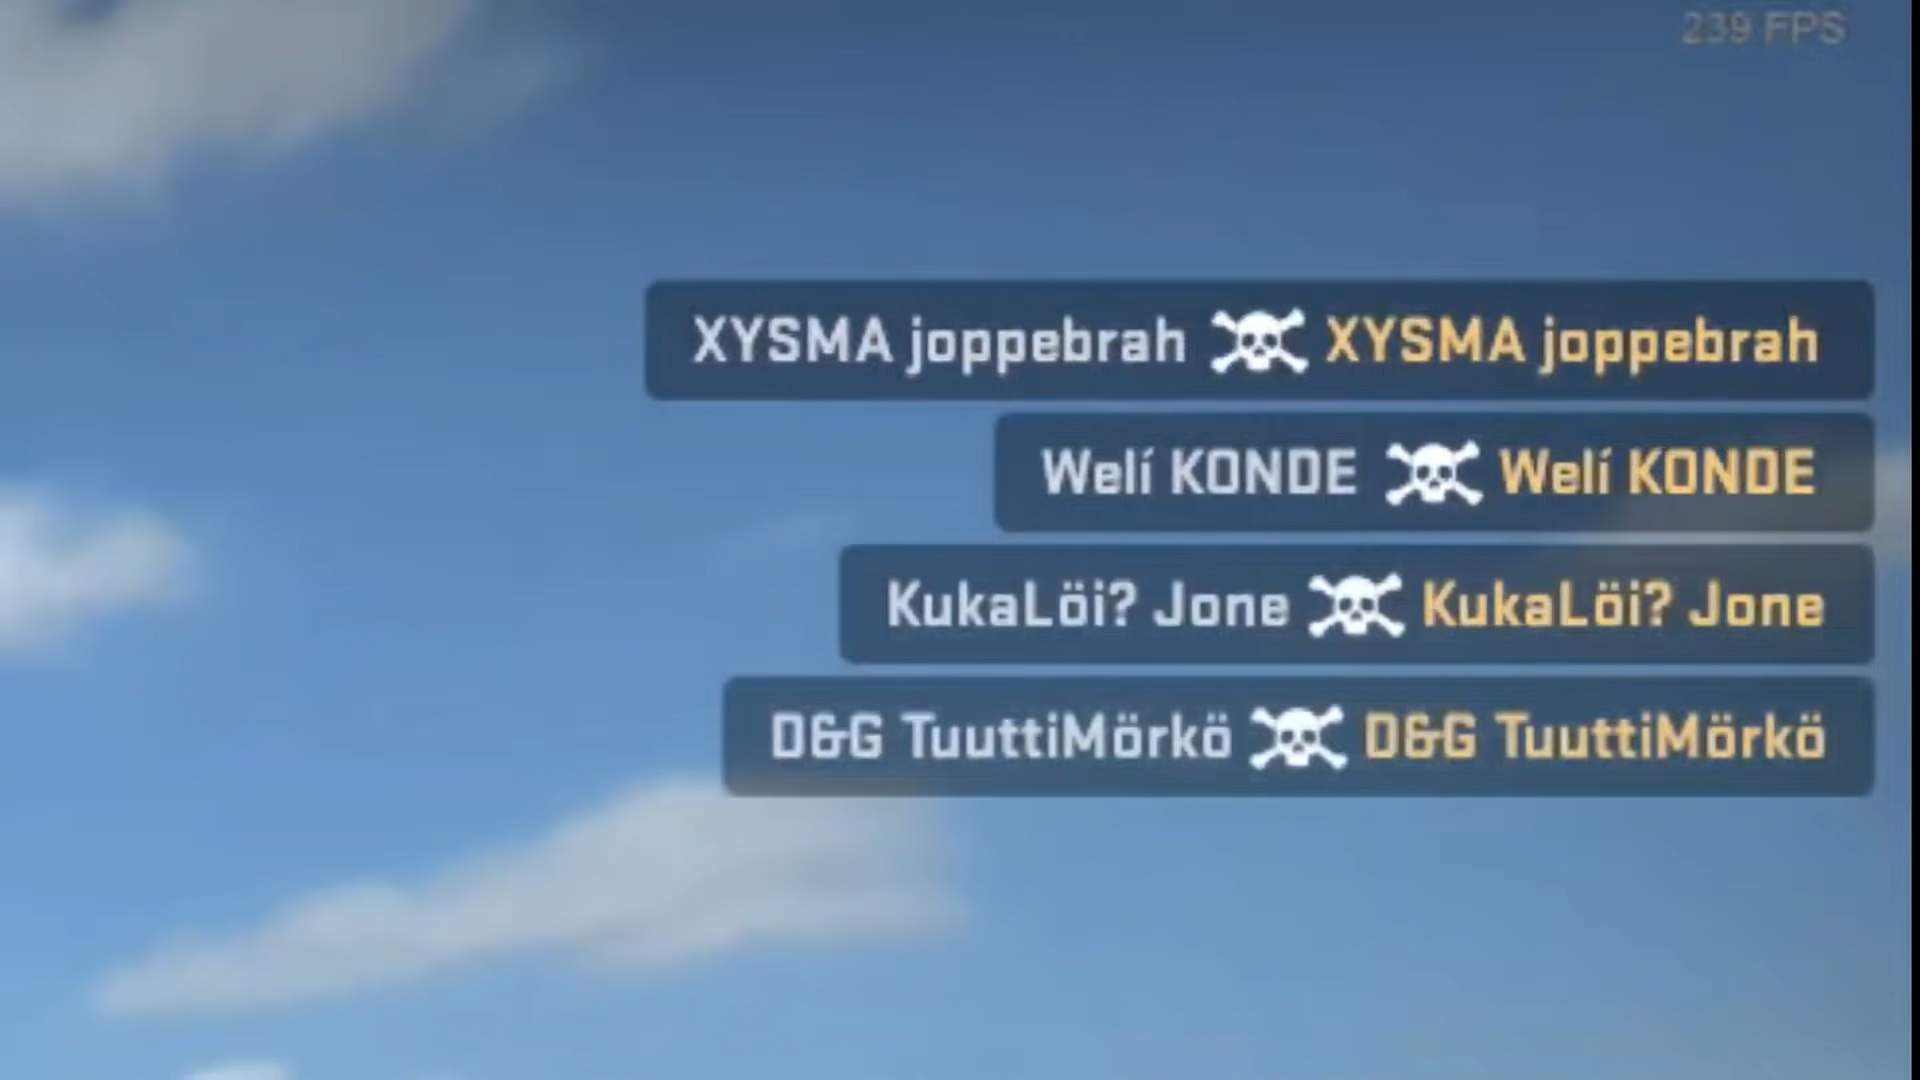 239 FPS
XYSMA joppebrah XYSMA joppebrah
Welí KONDE Welí KONDE
KukaLöi? Jone KukaLöi? Jone
D&G TuuttiMörkö D&G TuuttiMörkö